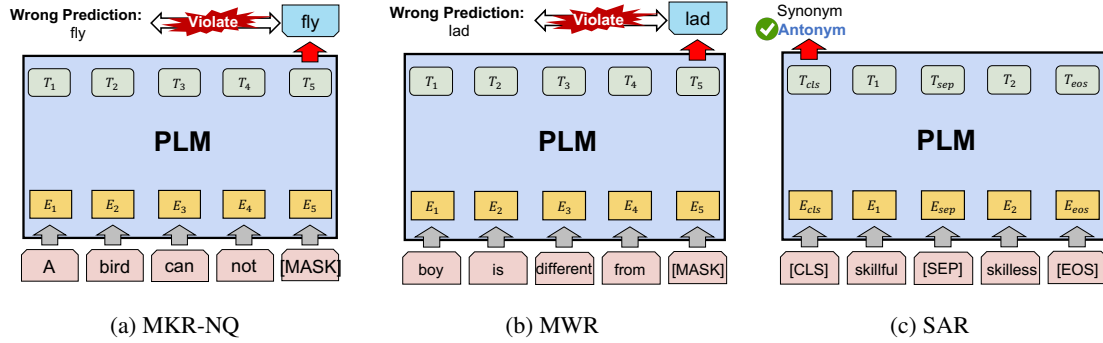 Wrong Prediction:
fly
Violate
fly
T1 T2 T3 T4 T5
PLM
E1 E2 E3 E4 E5
A bird can not [MASK]
(a) MKR-NQ
Wrong Prediction:
lad
Violate
lad
T1 T2 T3 T4 T5
PLM
E1 E2 E3 E4 E5
boy is different from [MASK]
(b) MWR
Synonym
Antonym
Tcls T1 Tsep T2 Teos
PLM
Ecls E1 Esep E2 Eeos
[CLS] skillful [SEP] skilless [EOS]
(c) SAR